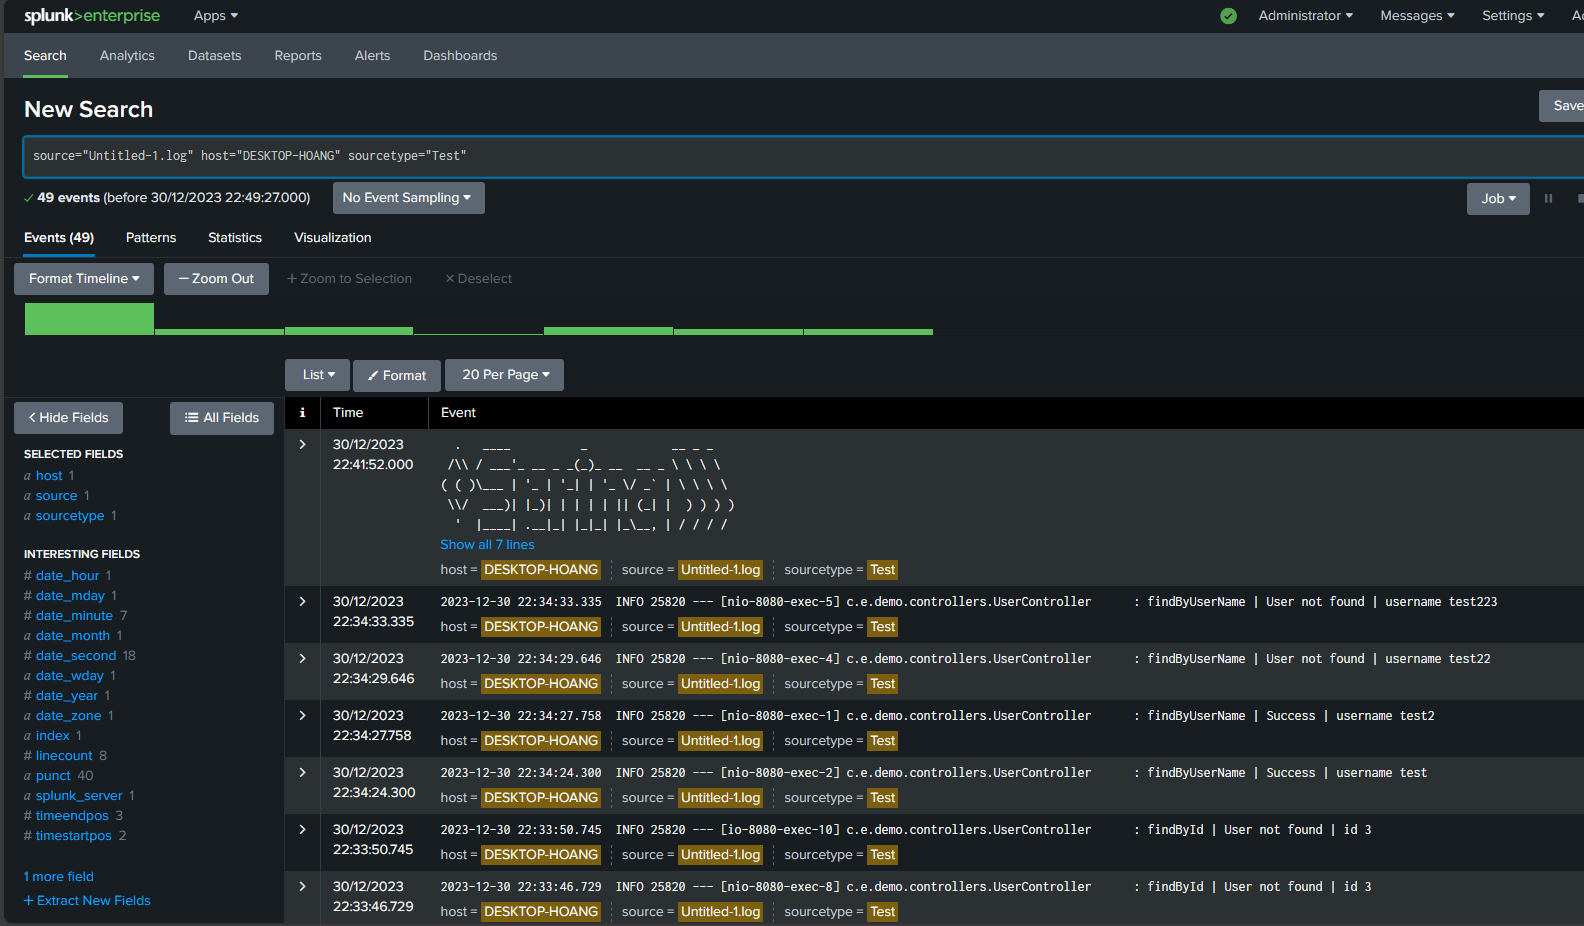 splunk>enterprise Apps Administrator Messages Settings
Search Analytics Datasets Reports Alerts Dashboards
New Search
Save
source="Untitled-1.log" host="DESKTOP-HOANG" sourcetype="Test"
49 events (before 30/12/2023 22:49:27.000) No Event Sampling Job
Events (49) Patterns Statistics Visualization
Format Timeline — Zoom Out + Zoom to Selection × Deselect
List Format 20 Per Page
< Hide Fields All Fields
SELECTED FIELDS
a host 1
a source 1
a sourcetype 1
INTERESTING FIELDS
# date_hour 1
# date_mday 1
# date_minute 7
# date_month 1
# date_second 18
a date_wday 1
# date_year 1
a date_zone 1
a index 1
# linecount 8
a punct 40
a splunk_server 1
# timeendpos 3
# timestartpos 2
1 more field
+ Extract New Fields
i Time Event
30/12/2023
22:41:52.000
Show all 7 lines
host = DESKTOP-HOANG source = Untitled-1.log sourcetype = Test
30/12/2023 2023-12-30 22:34:33.335 INFO 25820 --- [nio-8080-exec-5] c.e.demo.controllers.UserController : findByUserName | User not found | username test223
22:34:33.335 host = DESKTOP-HOANG source = Untitled-1.log sourcetype = Test
30/12/2023 2023-12-30 22:34:29.646 INFO 25820 --- [nio-8080-exec-4] c.e.demo.controllers.UserController : findByUserName | User not found | username test22
22:34:29.646 host = DESKTOP-HOANG source = Untitled-1.log sourcetype = Test
30/12/2023 2023-12-30 22:34:27.758 INFO 25820 --- [nio-8080-exec-1] c.e.demo.controllers.UserController : findByUserName | Success | username test2
22:34:27.758 host = DESKTOP-HOANG source = Untitled-1.log sourcetype = Test
30/12/2023 2023-12-30 22:34:24.300 INFO 25820 --- [nio-8080-exec-2] c.e.demo.controllers.UserController : findByUserName | Success | username test
22:34:24.300 host = DESKTOP-HOANG source = Untitled-1.log sourcetype = Test
30/12/2023 2023-12-30 22:33:50.745 INFO 25820 --- [io-8080-exec-10] c.e.demo.controllers.UserController : findById | User not found | id 3
22:33:50.745 host = DESKTOP-HOANG source = Untitled-1.log sourcetype = Test
30/12/2023 2023-12-30 22:33:46.729 INFO 25820 --- [nio-8080-exec-8] c.e.demo.controllers.UserController : findById | User not found | id 3
22:33:46.729 host = DESKTOP-HOANG source = Untitled-1.log sourcetype = Test